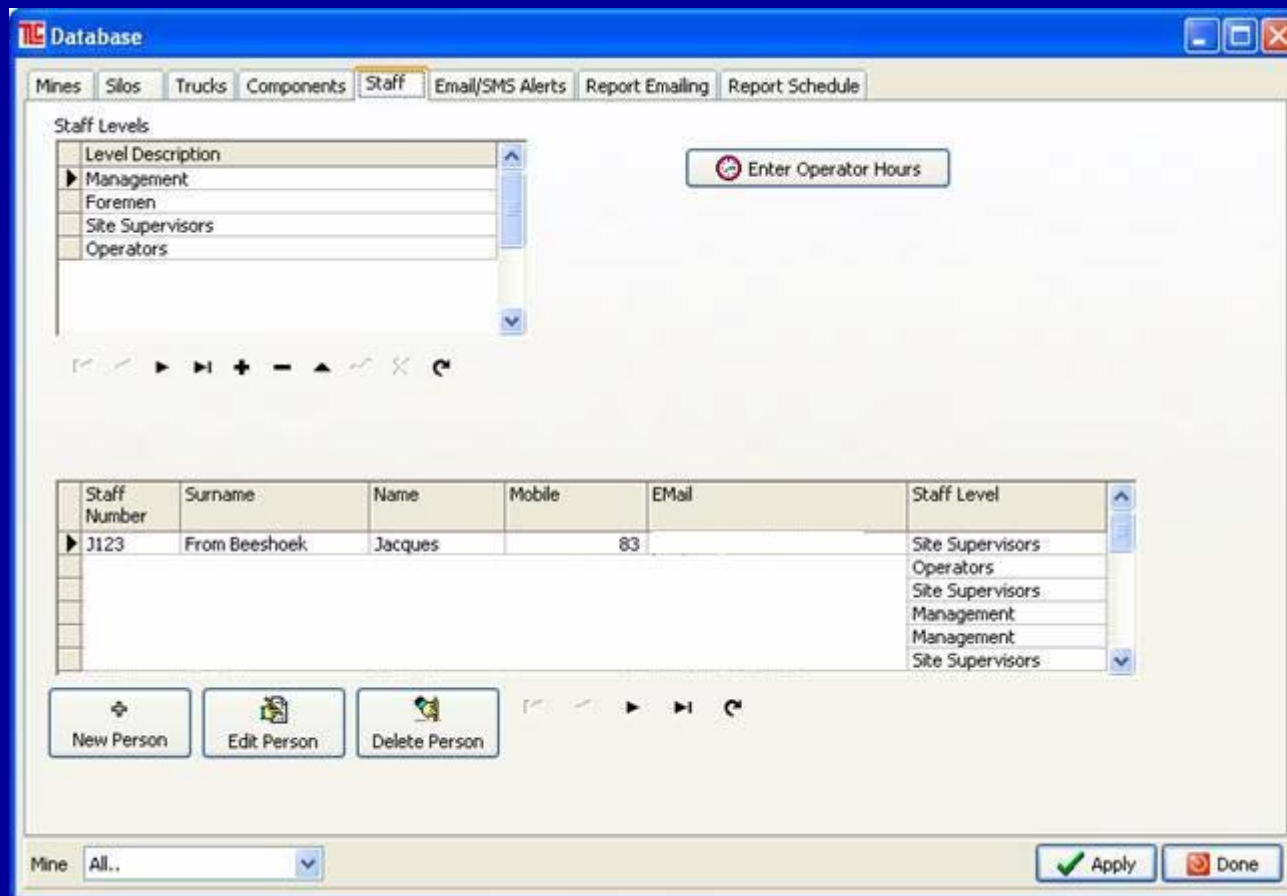 TLC Database
Mines Silos Trucks Components Staff Email/SMS Alerts Report Emailing Report Schedule
Staff Levels
Level Description
Management
Foremen
Site Supervisors
Operators
Enter Operator Hours
Staff Number Surname Name Mobile EMail Staff Level
J123 From Beeshoek Jacques 83 Site Supervisors
Operators
Site Supervisors
Management
Management
Site Supervisors
New Person Edit Person Delete Person
Mine All.. Apply Done